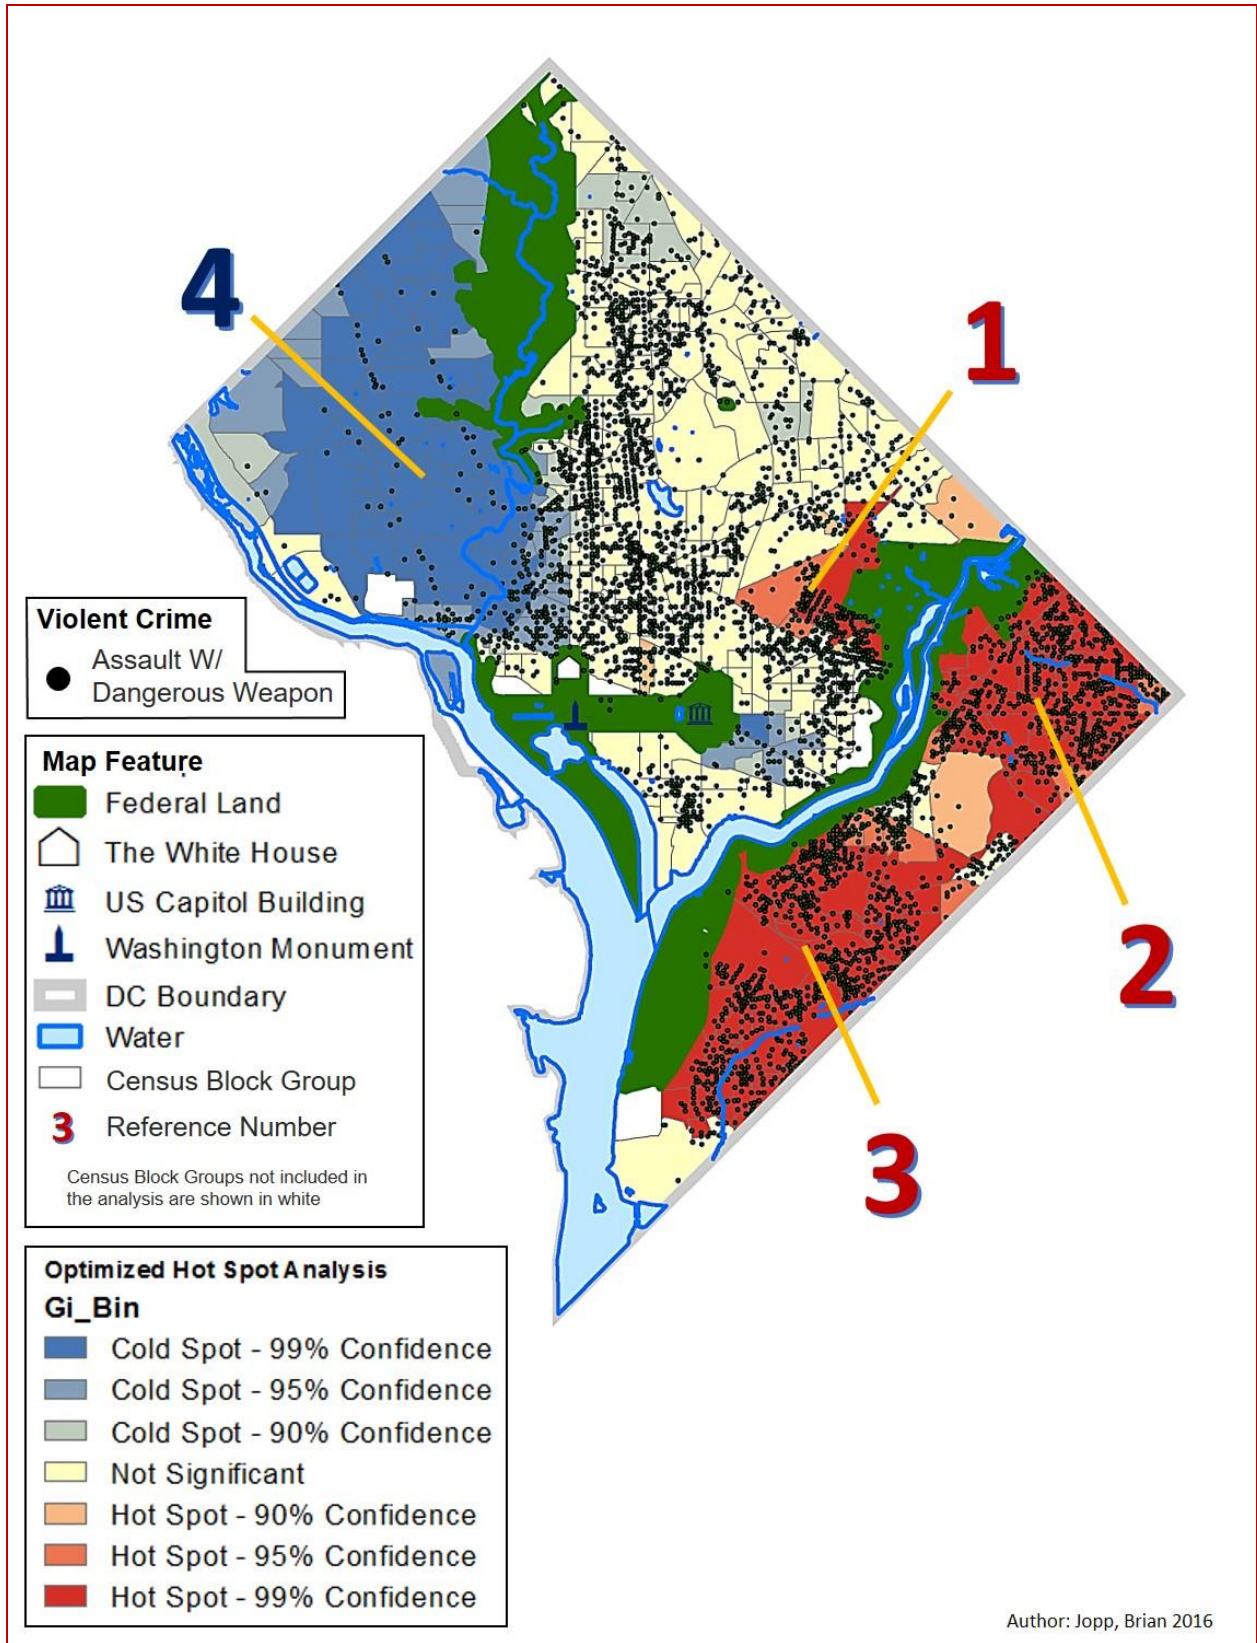 4
1
Violent Crime
Assault W/
Dangerous Weapon
Map Feature
Federal Land
The White House
US Capitol Building
Washington Monument
DC Boundary
Water
Census Block Group
3 Reference Number
Census Block Groups not included in
the analysis are shown in white
2
3
Optimized Hot Spot Analysis
Gi_Bin
Cold Spot - 99% Confidence
Cold Spot - 95% Confidence
Cold Spot - 90% Confidence
Not Significant
Hot Spot - 90% Confidence
Hot Spot - 95% Confidence
Hot Spot - 99% Confidence
Author: Jopp, Brian 2016